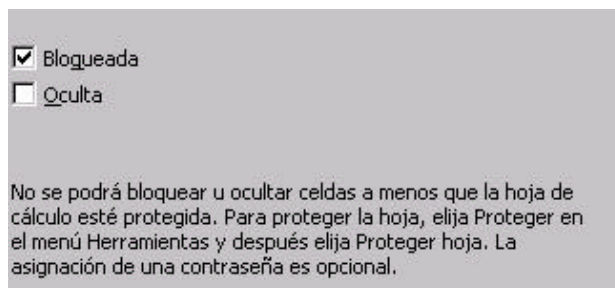 Bloqueada
Oculta
No se podrá bloquear u ocultar celdas a menos que la hoja de
cálculo esté protegida. Para proteger la hoja, elija Proteger en
el menú Herramientas y después elija Proteger hoja. La
asignación de una contraseña es opcional.